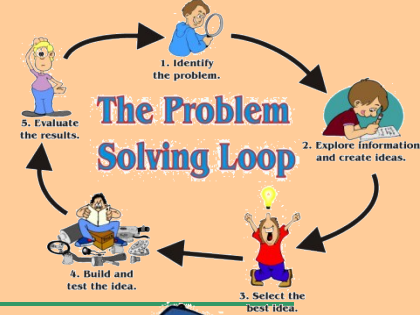 1. Identify
the problem.
The Problem
Solving Loop
2. Explore information
and create ideas.
3. Select the
best idea.
4. Build and
test the idea.
5. Evaluate
the results.